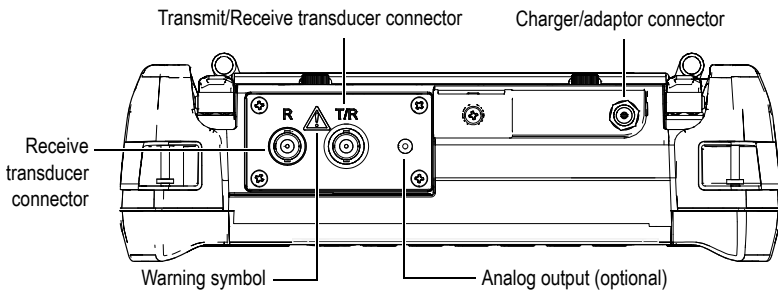 Transmit/Receive transducer connector
Charger/adaptor connector
R
T/R
Receive
transducer
connector
Warning symbol
Analog output (optional)